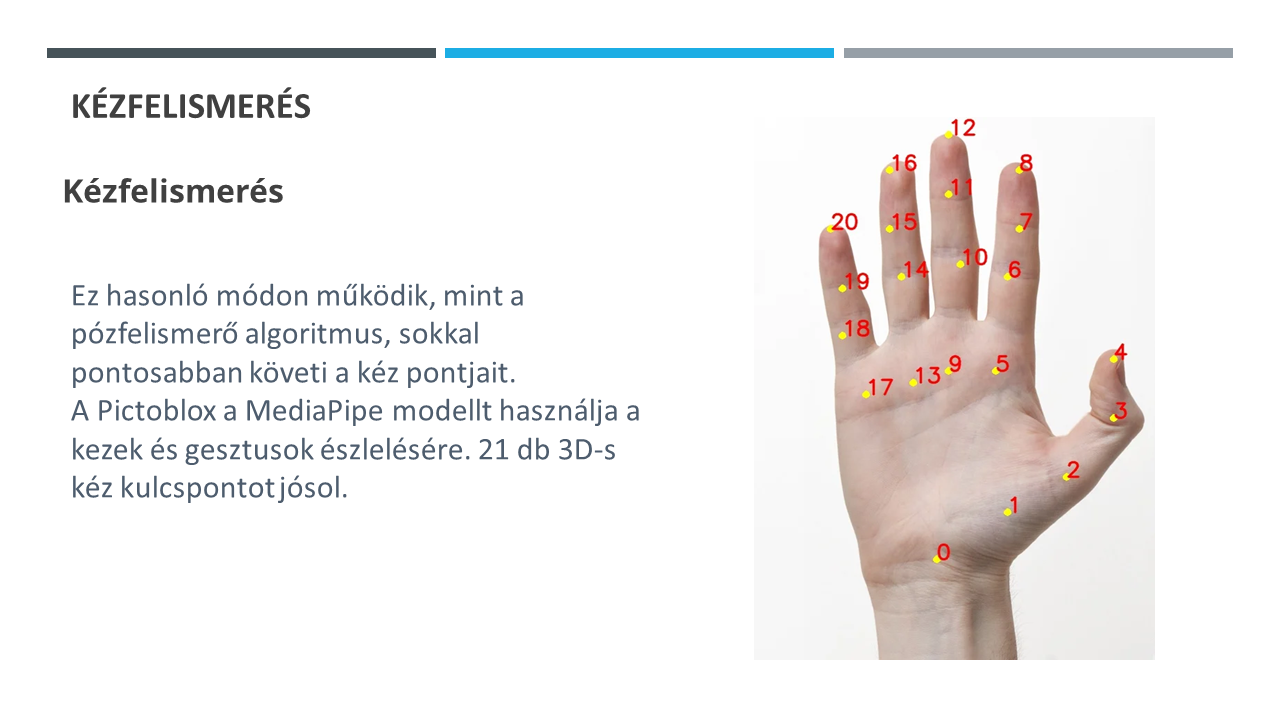 KÉZFELISMERÉS
Kézfelismerés
Ez hasonló módon működik, mint a
pózfelismerő algoritmus, sokkal
pontosabban követi a kéz pontjait.
A Pictoblox a MediaPipe modellt használja a
kezek és gesztusok észlelésére. 21 db 3D-s
kéz kulcspontot jósol.
12
16
8
11
20
15
7
10
14
6
19
18
4
9
5
13
17
3
2
1
0